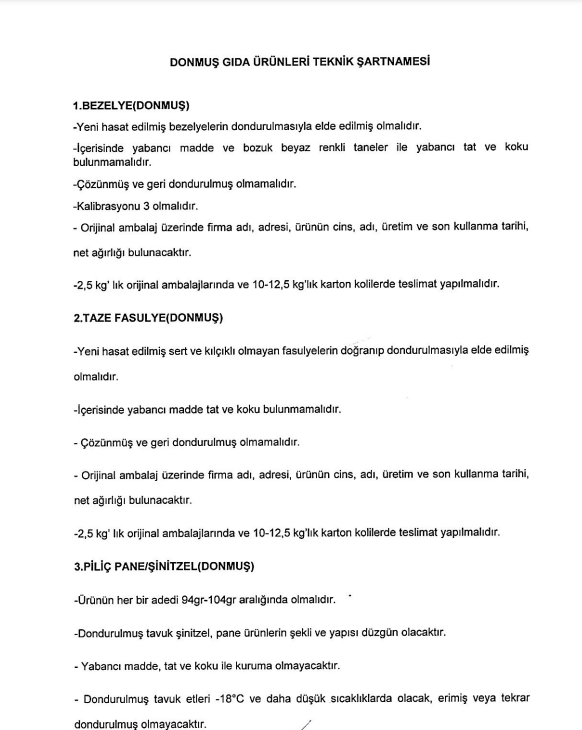 DONMUŞ GIDA ÜRÜNLERİ TEKNİK ŞARTNAMESİ
1.BEZELYE(DONMUŞ)
-Yeni hasat edilmiş bezelyelerin dondurulmasıyla elde edilmiş olmalıdır.
-İçerisinde yabancı madde ve bozuk beyaz renkli taneler ile yabancı tat ve koku
bulunmamalıdır.
-Çözünmüş ve geri dondurulmuş olmamalıdır.
-Kalibrasyonu 3 olmalıdır.
- Orijinal ambalaj üzerinde firma adı, adresi, ürünün cins, adı, üretim ve son kullanma tarihi,
net ağırlığı bulunacaktır.
-2,5 kg' lık orijinal ambalajlarında ve 10-12,5 kg'lık karton kolilerde teslimat yapılmalıdır.
2.TAZE FASULYE(DONMUŞ)
-Yeni hasat edilmiş sert ve kılçıklı olmayan fasulyelerin doğranıp dondurulmasıyla elde edilmiş
olmalıdır.
-İçerisinde yabancı madde tat ve koku bulunmamalıdır.
- Çözünmüş ve geri dondurulmuş olmamalıdır.
- Orijinal ambalaj üzerinde firma adı, adresi, ürünün cins, adı, üretim ve son kullanma tarihi,
net ağırlığı bulunacaktır.
-2,5 kg' lık orijinal ambalajlarında ve 10-12,5 kg'lık karton kolilerde teslimat yapılmalıdır.
3.PİLİÇ PANE/ŞİNİTZEL(DONMUŞ)
-Ürünün her bir adedi 94gr-104gr aralığında olmalıdır.
-Dondurulmuş tavuk şinitzel, pane ürünlerin şekli ve yapısı düzgün olacaktır.
- Yabancı madde, tat ve koku ile kuruma olmayacaktır.
- Dondurulmuş tavuk etleri -18°C ve daha düşük sıcaklıklarda olacak, erimiş veya tekrar
dondurulmuş olmayacaktır.